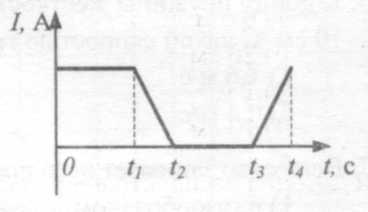 I, A
0 t₁ t₂ t₃ t₄ t, c